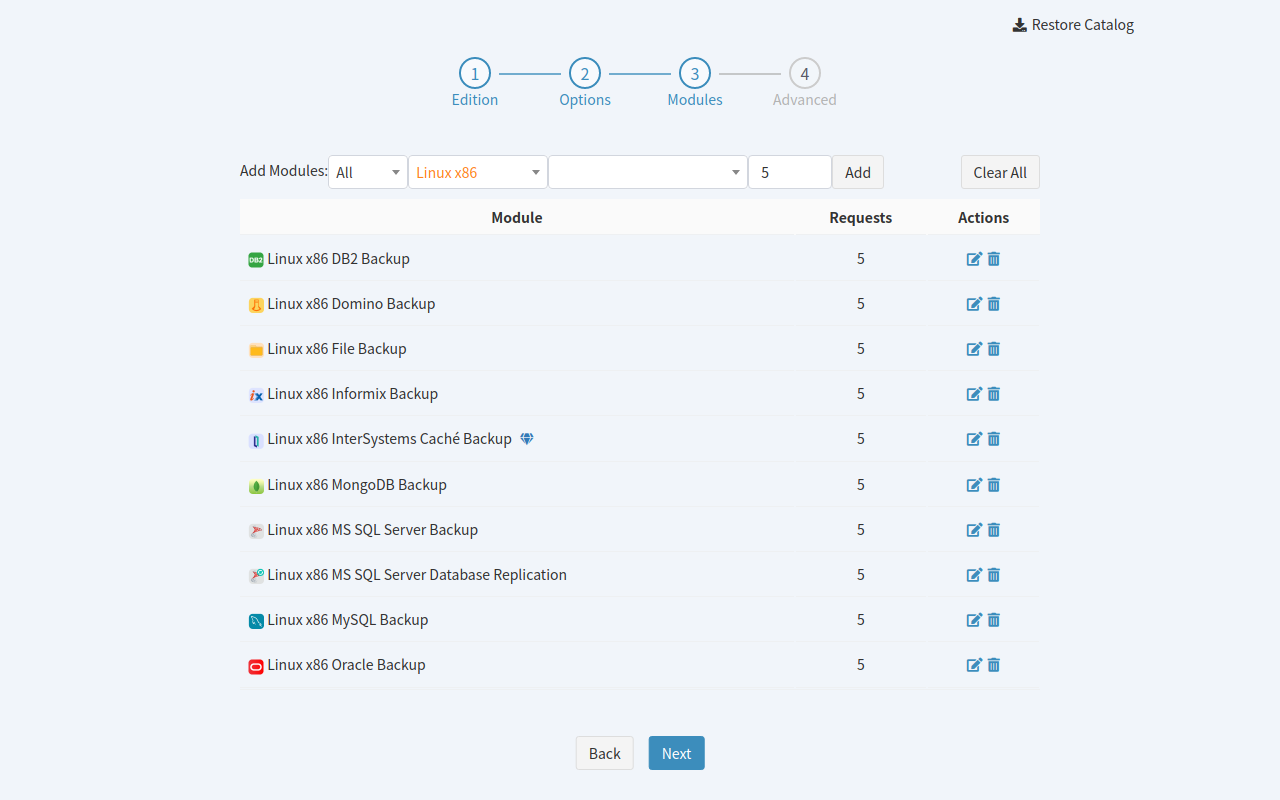 Restore Catalog
1 2 3 4
Edition Options Modules Advanced
Add Modules: All Linux x86 5 Add Clear All
Module Requests Actions
DB2 Linux x86 DB2 Backup 5
Linux x86 Domino Backup 5
Linux x86 File Backup 5
ix Linux x86 Informix Backup 5
Linux x86 InterSystems Caché Backup 5
Linux x86 MongoDB Backup 5
Linux x86 MS SQL Server Backup 5
Linux x86 MS SQL Server Database Replication 5
Linux x86 MySQL Backup 5
Linux x86 Oracle Backup 5
Back Next